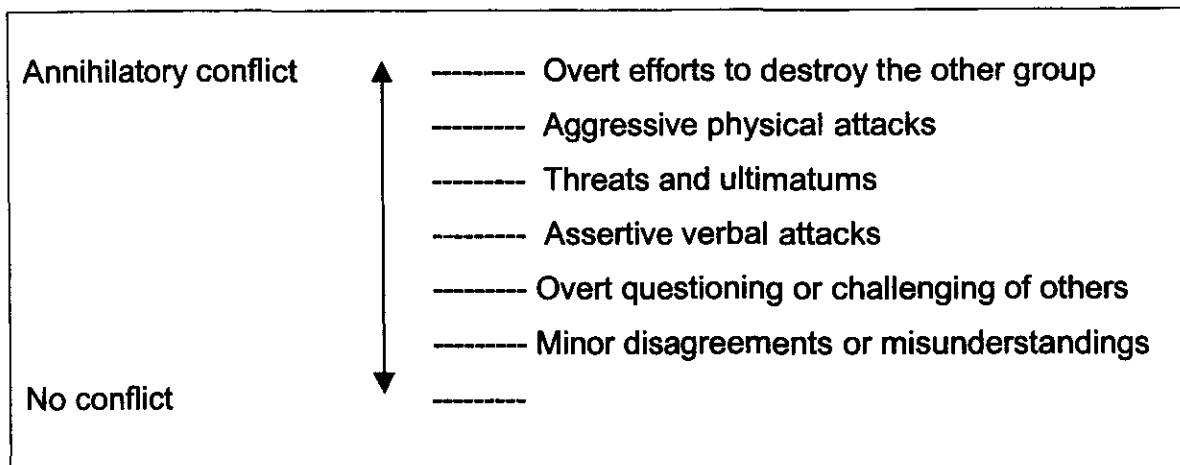 Annihilatory conflict --------- Overt efforts to destroy the other group
--------- Aggressive physical attacks
--------- Threats and ultimatums
--------- Assertive verbal attacks
--------- Overt questioning or challenging of others
--------- Minor disagreements or misunderstandings
No conflict ---------